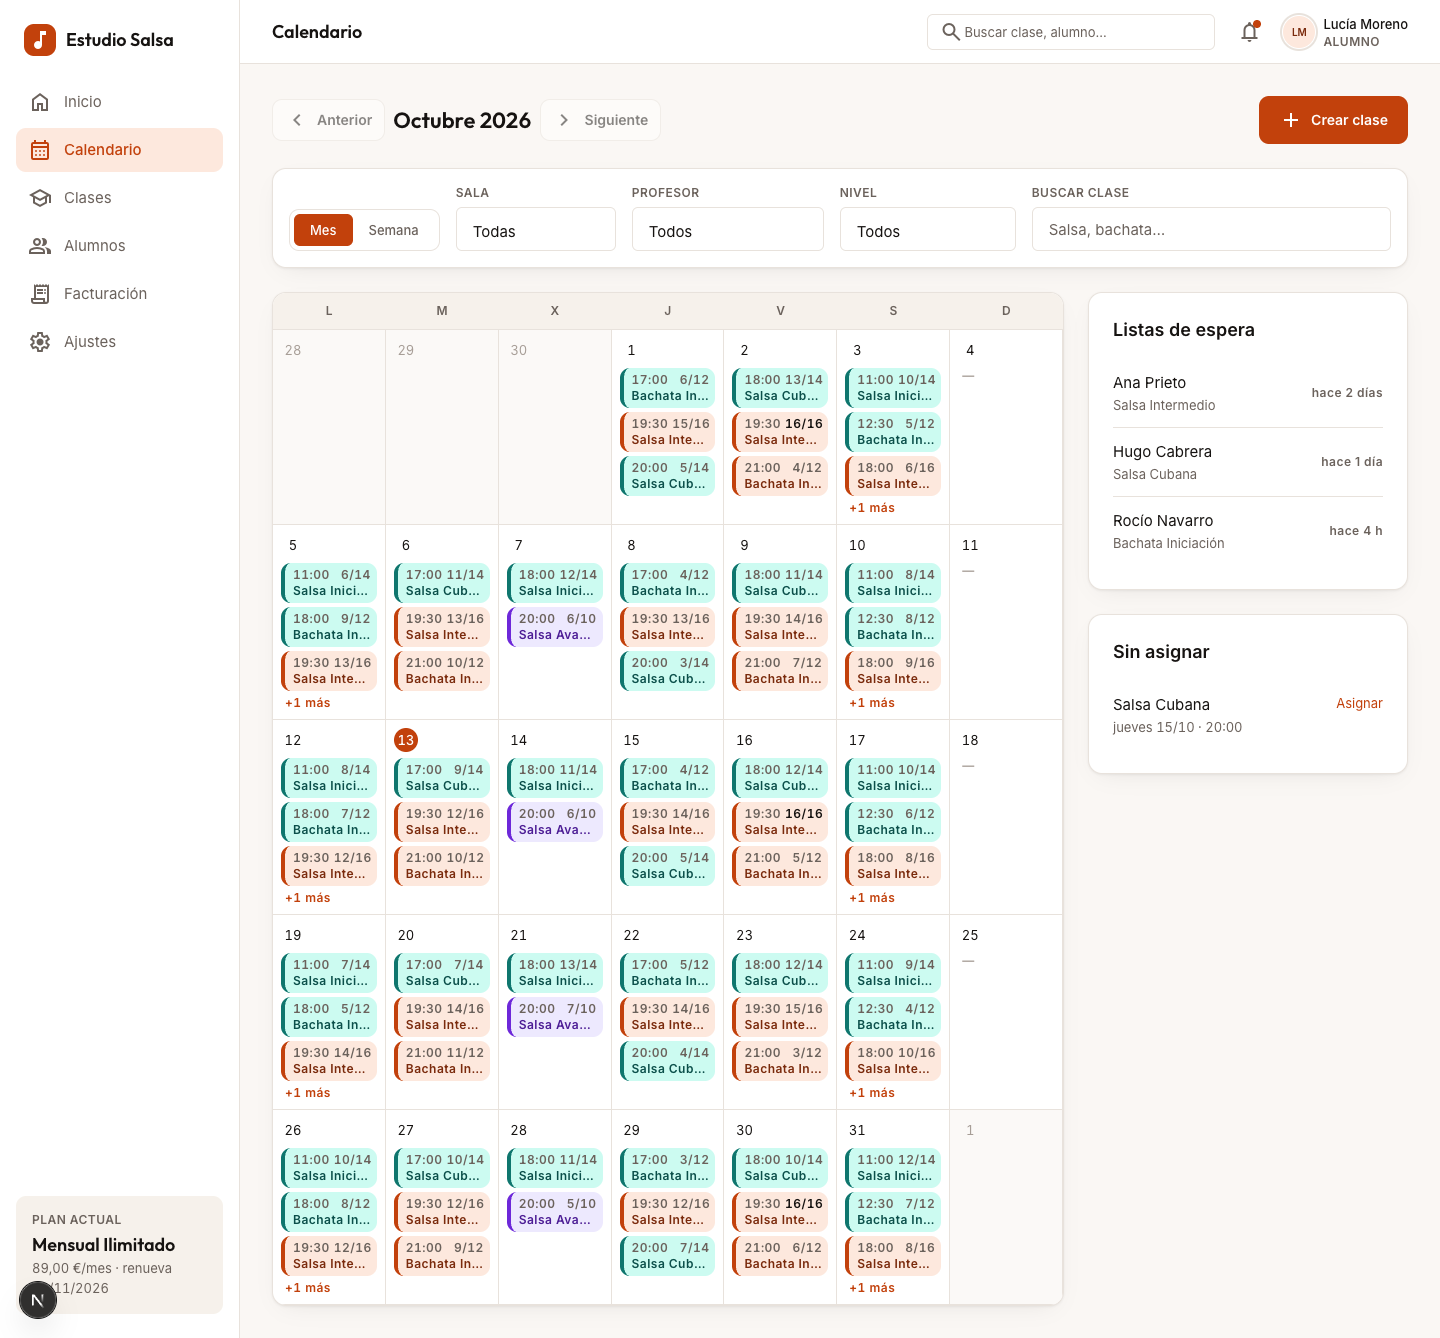 Estudio Salsa
Inicio
Calendario
Clases
Alumnos
Facturación
Ajustes
PLAN ACTUAL
Mensual Ilimitado
89,00 €/mes · renueva
/11/2026
N
Calendario
Buscar clase, alumno...
LM
Lucía Moreno
ALUMNO
Anterior
Octubre 2026
Siguiente
Crear clase
Mes
Semana
SALA
Todas
PROFESOR
Todos
NIVEL
Todos
BUSCAR CLASE
Salsa, bachata...
L M X J V S D
28
29
30
1
17:00 6/12
Bachata In...
19:30 15/16
Salsa Inte...
20:00 5/14
Salsa Cub...
2
18:00 13/14
Salsa Cub...
19:30 16/16
Salsa Inte...
21:00 4/12
Bachata In...
3
11:00 10/14
Salsa Inici...
12:30 5/12
Bachata In...
18:00 6/16
Salsa Inte...
+1 más
4
—
5
11:00 6/14
Salsa Inici...
18:00 9/12
Bachata In...
19:30 13/16
Salsa Inte...
+1 más
6
17:00 11/14
Salsa Cub...
19:30 13/16
Salsa Inte...
21:00 10/12
Bachata In...
7
18:00 12/14
Salsa Inici...
20:00 6/10
Salsa Ava...
8
17:00 4/12
Bachata In...
19:30 13/16
Salsa Inte...
20:00 3/14
Salsa Cub...
9
18:00 11/14
Salsa Cub...
19:30 14/16
Salsa Inte...
21:00 7/12
Bachata In...
10
11:00 8/14
Salsa Inici...
12:30 8/12
Bachata In...
18:00 9/16
Salsa Inte...
+1 más
11
—
12
11:00 8/14
Salsa Inici...
18:00 7/12
Bachata In...
19:30 12/16
Salsa Inte...
+1 más
13
17:00 9/14
Salsa Cub...
19:30 12/16
Salsa Inte...
21:00 10/12
Bachata In...
14
18:00 11/14
Salsa Inici...
20:00 6/10
Salsa Ava...
15
17:00 4/12
Bachata In...
19:30 14/16
Salsa Inte...
20:00 5/14
Salsa Cub...
16
18:00 12/14
Salsa Cub...
19:30 16/16
Salsa Inte...
21:00 5/12
Bachata In...
17
11:00 10/14
Salsa Inici...
12:30 6/12
Bachata In...
18:00 8/16
Salsa Inte...
+1 más
18
—
19
11:00 7/14
Salsa Inici...
18:00 5/12
Bachata In...
19:30 14/16
Salsa Inte...
+1 más
20
17:00 7/14
Salsa Cub...
19:30 14/16
Salsa Inte...
21:00 11/12
Bachata In...
21
18:00 13/14
Salsa Inici...
20:00 7/10
Salsa Ava...
22
17:00 5/12
Bachata In...
19:30 14/16
Salsa Inte...
20:00 4/14
Salsa Cub...
23
18:00 12/14
Salsa Cub...
19:30 15/16
Salsa Inte...
21:00 3/12
Bachata In...
24
11:00 9/14
Salsa Inici...
12:30 4/12
Bachata In...
18:00 10/16
Salsa Inte...
+1 más
25
—
26
11:00 10/14
Salsa Inici...
18:00 8/12
Bachata In...
19:30 12/16
Salsa Inte...
+1 más
27
17:00 10/14
Salsa Cub...
19:30 12/16
Salsa Inte...
21:00 9/12
Bachata In...
28
18:00 11/14
Salsa Inici...
20:00 5/10
Salsa Ava...
29
17:00 3/12
Bachata In...
19:30 12/16
Salsa Inte...
20:00 7/14
Salsa Cub...
30
18:00 10/14
Salsa Cub...
19:30 16/16
Salsa Inte...
21:00 6/12
Bachata In...
31
11:00 12/14
Salsa Inici...
12:30 7/12
Bachata In...
18:00 8/16
Salsa Inte...
+1 más
1
Listas de espera
Ana Prieto
Salsa Intermedio
hace 2 días
Hugo Cabrera
Salsa Cubana
hace 1 día
Rocío Navarro
Bachata Iniciación
hace 4 h
Sin asignar
Salsa Cubana
Asignar
jueves 15/10 · 20:00